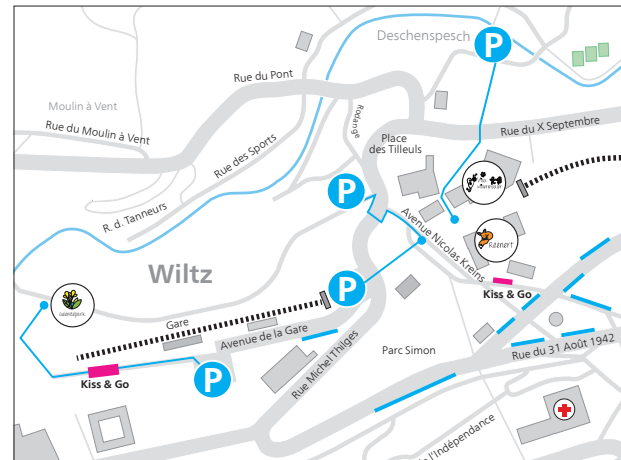 Deschenspesch
P
Rue du Pont
Moulin à Vent
Rue du Moulin à Vent
Rodange
Rue des Sports
Place
des Tilleuls
Rue du X Septembre
P
R. d. Tanneurs
Avenue Nicolas Kreins
Reenert
Wiltz
P
Kiss & Go
Gare
Avenue de la Gare
Rue Michel Thilges
Parc Simon
Rue du 31 Août 1942
P
Kiss & Go
l'Indépendance